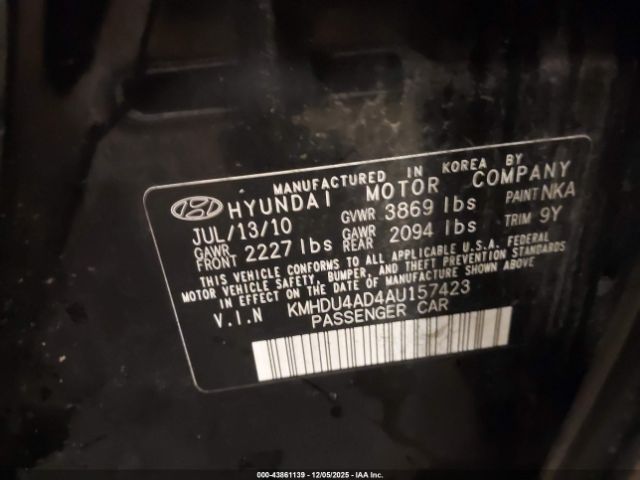 MANUFACTURED IN KOREA BY
HYUNDAI MOTOR COMPANY
JUL/13/10 GVWR 3869 lbs PAINT NKA
GAWR FRONT 2227 lbs GAWR REAR 2094 lbs TRIM 9Y
THIS VEHICLE CONFORMS TO ALL APPLICABLE U.S.A. FEDERAL
MOTOR VEHICLE SAFETY, BUMPER, AND THEFT PREVENTION STANDARDS
IN EFFECT ON THE DATE OF MANUFACTURE SHOWN ABOVE.
V.I.N KMHDU4AD4AU157423
PASSENGER CAR
000-43861139 - 12/05/2025 - IAA Inc.